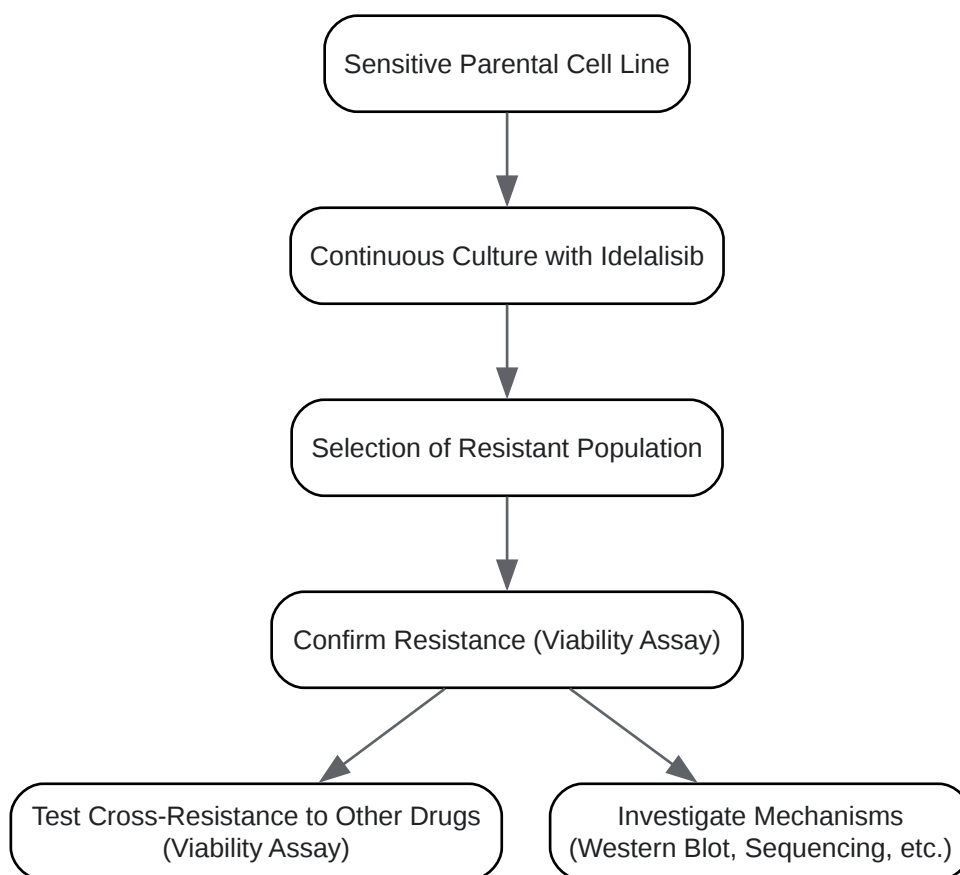 Sensitive Parental Cell Line
Continuous Culture with Idelalisib
Selection of Resistant Population
Confirm Resistance (Viability Assay)
Test Cross-Resistance to Other Drugs
(Viability Assay)
Investigate Mechanisms
(Western Blot, Sequencing, etc.)